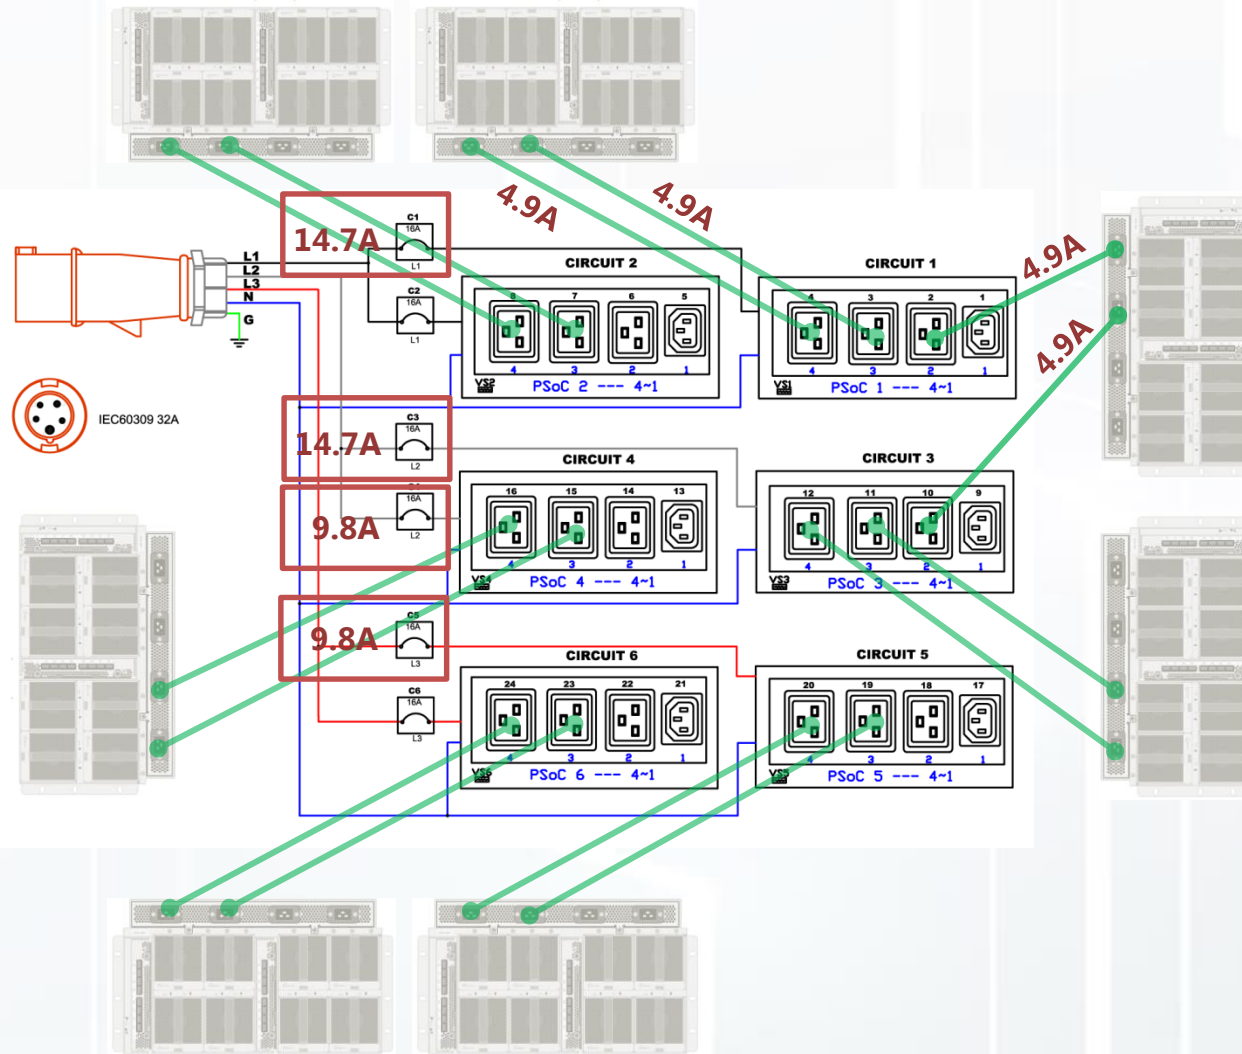 4.9A
4.9A
C1
16A
14.7A
L1
4.9A
L1
L2
L3
N
G
CIRCUIT 2
CIRCUIT 1
C2
16A
L1
8 7 6 5
4 3 2 1
4 3 2 1
4 3 2 1
VS2
PSoC 2 --- 4~1
VS1
PSoC 1 --- 4~1
4.9A
IEC60309 32A
C3
16A
14.7A
L2
CIRCUIT 4
CIRCUIT 3
16A
9.8A
L2
16 15 14 13
12 11 10 9
4 3 2 1
4 3 2 1
VS4
PSoC 4 --- 4~1
VS3
PSoC 3 --- 4~1
C5
16A
9.8A
L3
CIRCUIT 6
CIRCUIT 5
C6
16A
L3
24 23 22 21
20 19 18 17
4 3 2 1
4 3 2 1
VS6
PSoC 6 --- 4~1
VS5
PSoC 5 --- 4~1